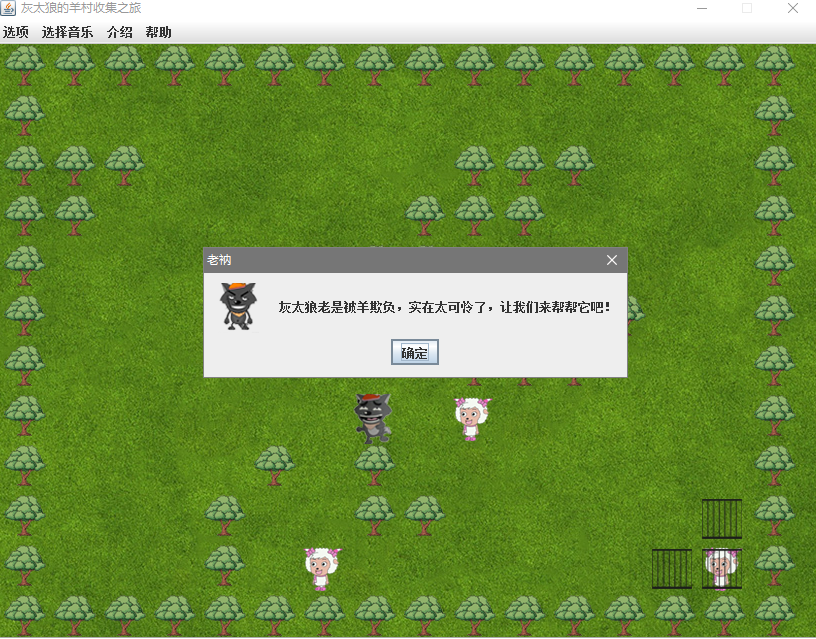 灰太狼的羊村收集之旅
选项 选择音乐 介绍 帮助
老衲
灰太狼老是被羊欺负，实在太可怜了，让我们来帮帮它吧！
确定